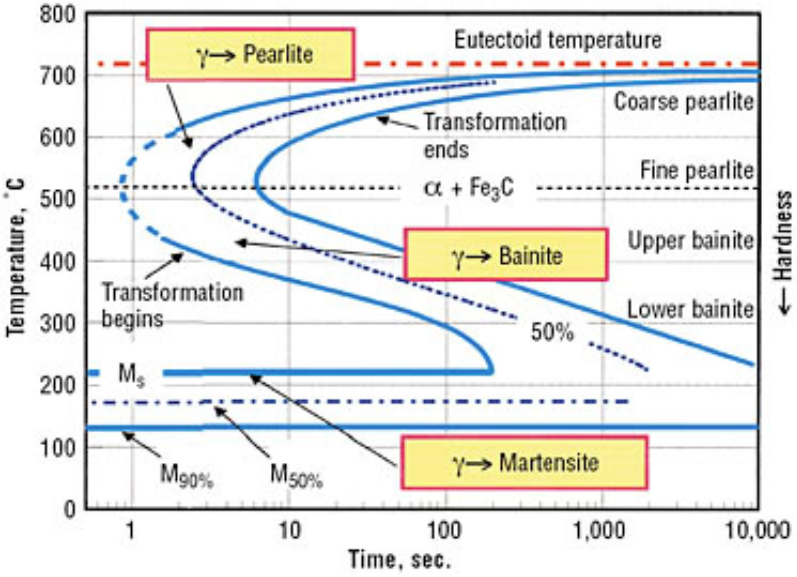 800
700
600
500
400
300
200
100
0
Temperature, °C
γ→ Pearlite
Eutectoid temperature
Coarse pearlite
Transformation
ends
Fine pearlite
α + Fe₃C
Upper bainite
γ→ Bainite
Transformation
begins
Lower bainite
50%
Mₛ
γ→ Martensite
M90%
M50%
← Hardness
1
10
100
1,000
10,000
Time, sec.